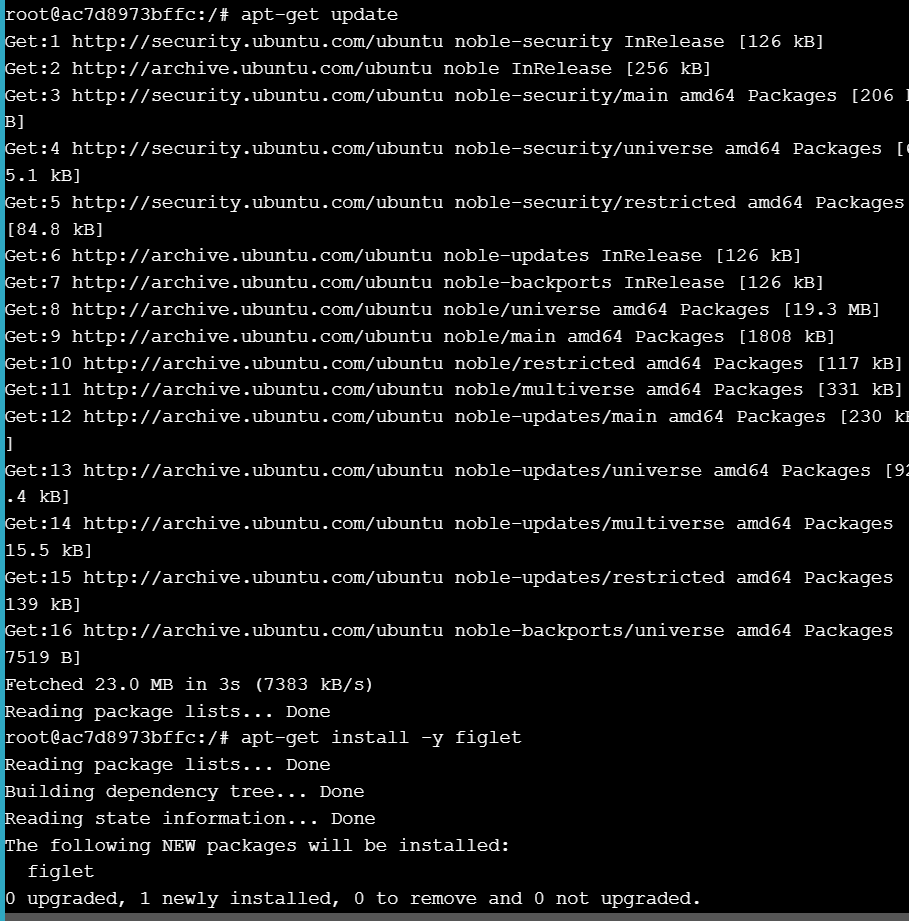 root@ac7d8973bffc:/# apt-get update
Get:1 http://security.ubuntu.com/ubuntu noble-security InRelease [126 kB]
Get:2 http://archive.ubuntu.com/ubuntu noble InRelease [256 kB]
Get:3 http://security.ubuntu.com/ubuntu noble-security/main amd64 Packages [206
B]
Get:4 http://security.ubuntu.com/ubuntu noble-security/universe amd64 Packages [
5.1 kB]
Get:5 http://security.ubuntu.com/ubuntu noble-security/restricted amd64 Packages
[84.8 kB]
Get:6 http://archive.ubuntu.com/ubuntu noble-updates InRelease [126 kB]
Get:7 http://archive.ubuntu.com/ubuntu noble-backports InRelease [126 kB]
Get:8 http://archive.ubuntu.com/ubuntu noble/universe amd64 Packages [19.3 MB]
Get:9 http://archive.ubuntu.com/ubuntu noble/main amd64 Packages [1808 kB]
Get:10 http://archive.ubuntu.com/ubuntu noble/restricted amd64 Packages [117 kB]
Get:11 http://archive.ubuntu.com/ubuntu noble/multiverse amd64 Packages [331 kB]
Get:12 http://archive.ubuntu.com/ubuntu noble-updates/main amd64 Packages [230 k
]
Get:13 http://archive.ubuntu.com/ubuntu noble-updates/universe amd64 Packages [92
.4 kB]
Get:14 http://archive.ubuntu.com/ubuntu noble-updates/multiverse amd64 Packages
15.5 kB]
Get:15 http://archive.ubuntu.com/ubuntu noble-updates/restricted amd64 Packages
139 kB]
Get:16 http://archive.ubuntu.com/ubuntu noble-backports/universe amd64 Packages
7519 B]
Fetched 23.0 MB in 3s (7383 kB/s)
Reading package lists... Done
root@ac7d8973bffc:/# apt-get install -y figlet
Reading package lists... Done
Building dependency tree... Done
Reading state information... Done
The following NEW packages will be installed:
  figlet
0 upgraded, 1 newly installed, 0 to remove and 0 not upgraded.